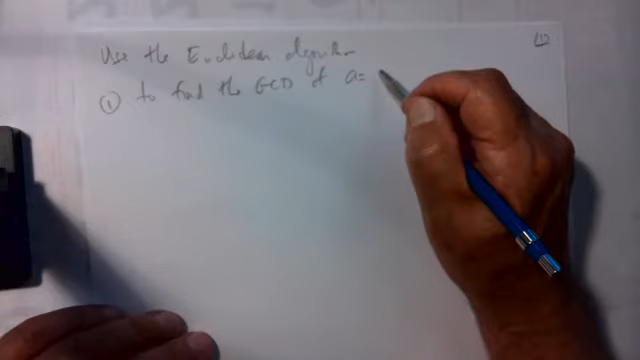 Use the Euclidean algorithm
① to find the GCD of a=